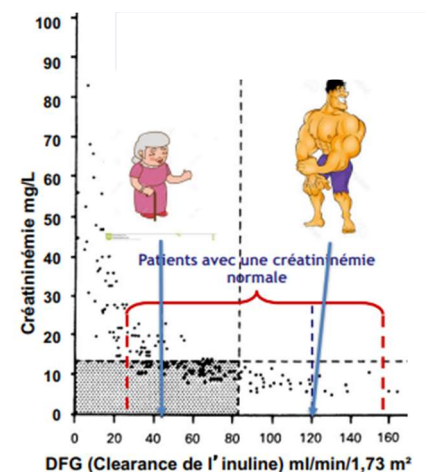 100
90
80
70
60
50
40
30
20
10
0
Créatininémie mg/L
Patients avec une créatininémie
normale
0 20 40 60 80 100 120 140 160
DFG (Clearance de l’inuline) ml/min/1,73 m²